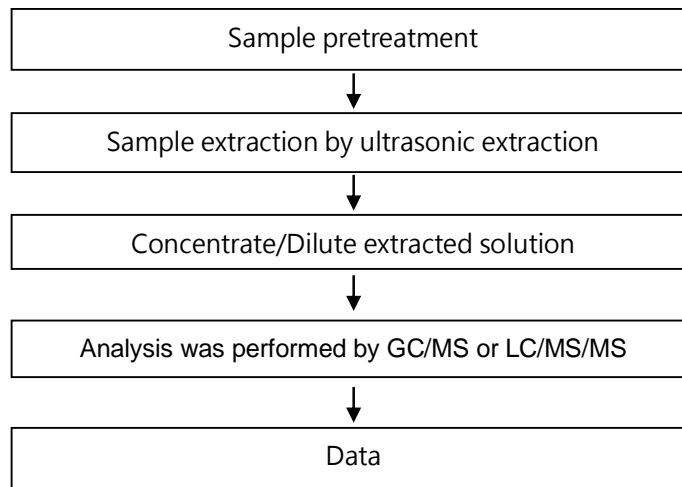 Sample pretreatment
Sample extraction by ultrasonic extraction
Concentrate/Dilute extracted solution
Analysis was performed by GC/MS or LC/MS/MS
Data